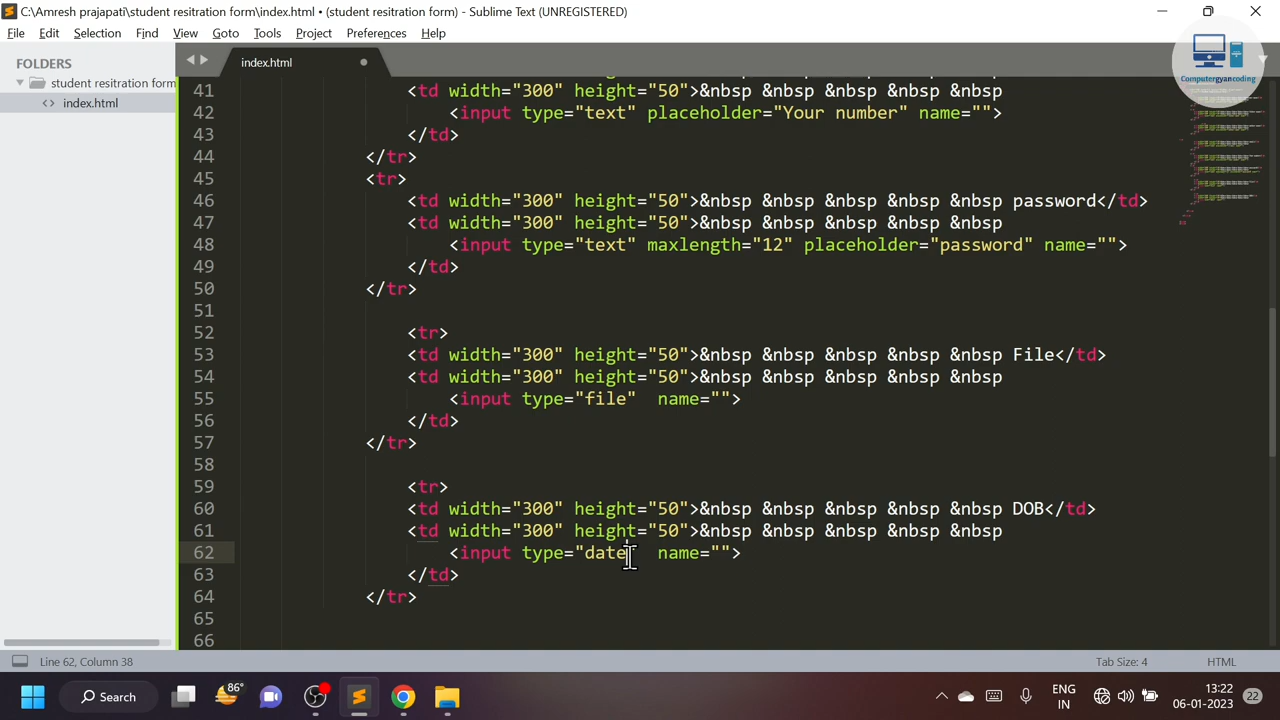 C:\Amresh prajapati\student resitration form\index.html • (student resitration form) - Sublime Text (UNREGISTERED)
File Edit Selection Find View Goto Tools Project Preferences Help
Computergyancoding
FOLDERS
student resitration form
<> index.html
index.html
41 <td width="300" height="50">&nbsp &nbsp &nbsp &nbsp &nbsp
42 <input type="text" placeholder="Your number" name="">
43 </td>
44 </tr>
45 <tr>
46 <td width="300" height="50">&nbsp &nbsp &nbsp &nbsp &nbsp password</td>
47 <td width="300" height="50">&nbsp &nbsp &nbsp &nbsp &nbsp
48 <input type="text" maxlength="12" placeholder="password" name="">
49 </td>
50 </tr>
51
52 <tr>
53 <td width="300" height="50">&nbsp &nbsp &nbsp &nbsp &nbsp File</td>
54 <td width="300" height="50">&nbsp &nbsp &nbsp &nbsp &nbsp
55 <input type="file"  name="">
56 </td>
57 </tr>
58
59 <tr>
60 <td width="300" height="50">&nbsp &nbsp &nbsp &nbsp &nbsp DOB</td>
61 <td width="300" height="50">&nbsp &nbsp &nbsp &nbsp &nbsp
62 <input type="date"  name="">
63 </td>
64 </tr>
65
66
Line 62, Column 38
Tab Size: 4
HTML
86°
Search
ENG
IN
13:22
06-01-2023
22